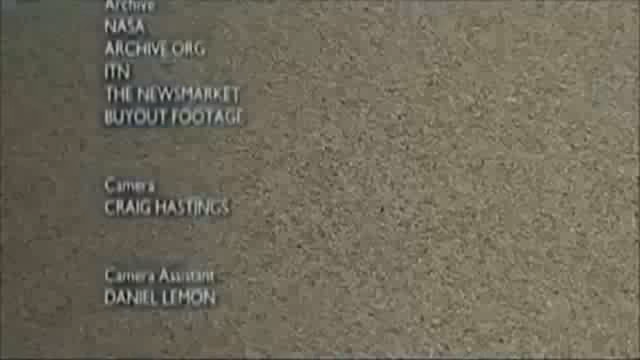 Archive
NASA
ARCHIVE.ORG
ITN
THE NEWSMARKET
BUYOUT FOOTAGE
Camera
CRAIG HASTINGS
Camera Assistant
DANIEL LEMON